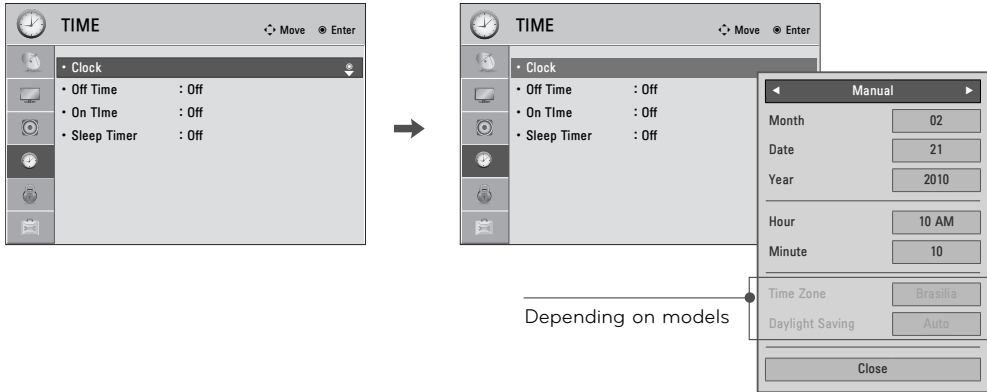 TIME
Move Enter
• Clock
• Off Time : Off
• On TIme : Off
• Sleep Timer : Off
TIME
Move Enter
• Clock
• Off Time : Off
• On TIme : Off
• Sleep Timer : Off
◄ Manual ►
Month 02
Date 21
Year 2010
Hour 10 AM
Minute 10
Time Zone Brasilia
Daylight Saving Auto
Close
Depending on models